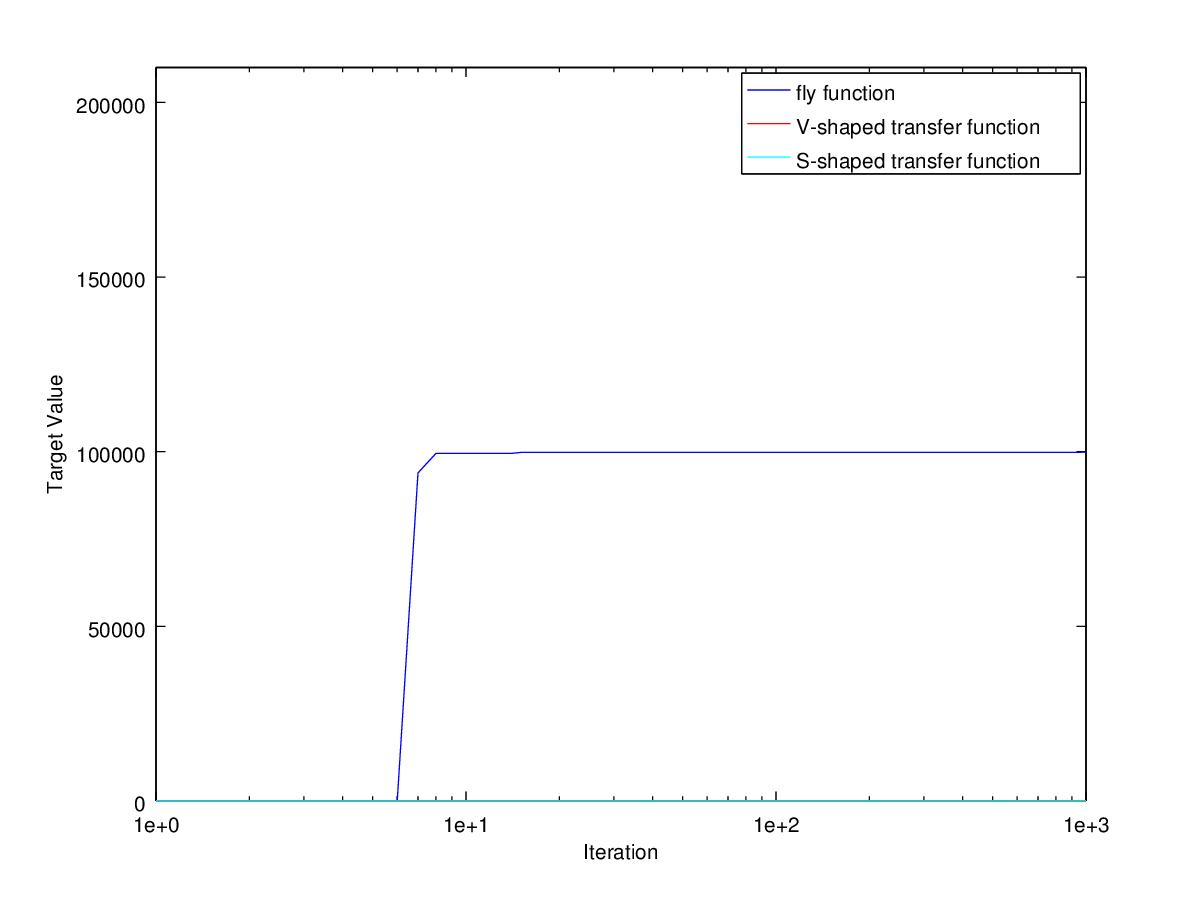 fly function
V-shaped transfer function
S-shaped transfer function
200000
150000
100000
50000
0
Target Value
1e+0 1e+1 1e+2 1e+3
Iteration